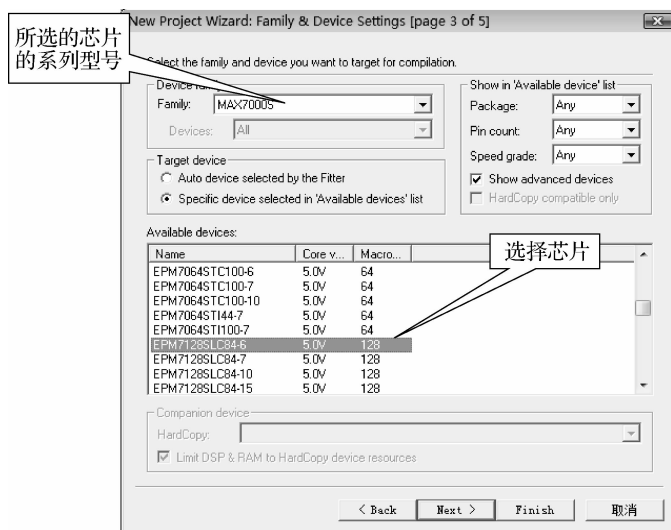 New Project Wizard: Family & Device Settings [page 3 of 5]
所选的芯片
的系列型号
Select the family and device you want to target for compilation.
Device family
Family: MAX7000S
Devices: All
Show in 'Available device' list
Package: Any
Pin count: Any
Speed grade: Any
Show advanced devices
HardCopy compatible only
Target device
Auto device selected by the Fitter
Specific device selected in 'Available devices' list
Available devices:
选择芯片
Name Core v... Macro...
EPM7064STC100-6 5.0V 64
EPM7064STC100-7 5.0V 64
EPM7064STC100-10 5.0V 64
EPM7064STI44-7 5.0V 64
EPM7064STI100-7 5.0V 64
EPM7128SLC84-6 5.0V 128
EPM7128SLC84-7 5.0V 128
EPM7128SLC84-10 5.0V 128
EPM7128SLC84-15 5.0V 128
Companion device
HardCopy:
Limit DSP & RAM to HardCopy device resources
< Back Next > Finish 取消